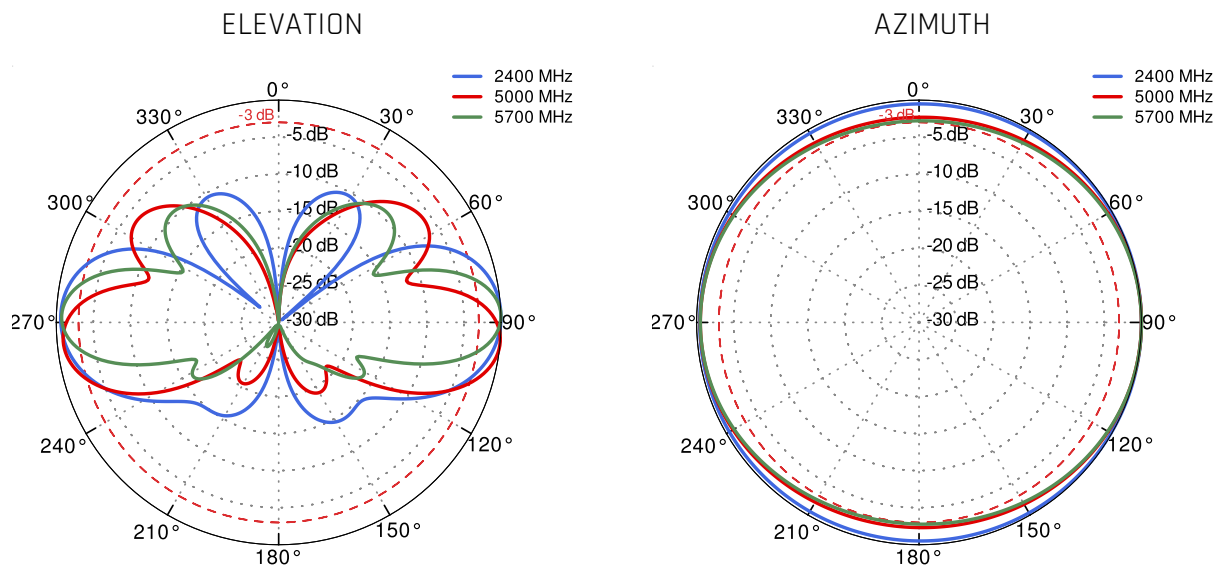 ELEVATION
2400 MHz
5000 MHz
5700 MHz
0°
30°
60°
90°
120°
150°
180°
210°
240°
270°
300°
330°
-3 dB
-5 dB
-10 dB
-15 dB
-20 dB
-25 dB
-30 dB
AZIMUTH
2400 MHz
5000 MHz
5700 MHz
0°
30°
60°
90°
120°
150°
180°
210°
240°
270°
300°
330°
-3 dB
-5 dB
-10 dB
-15 dB
-20 dB
-25 dB
-30 dB